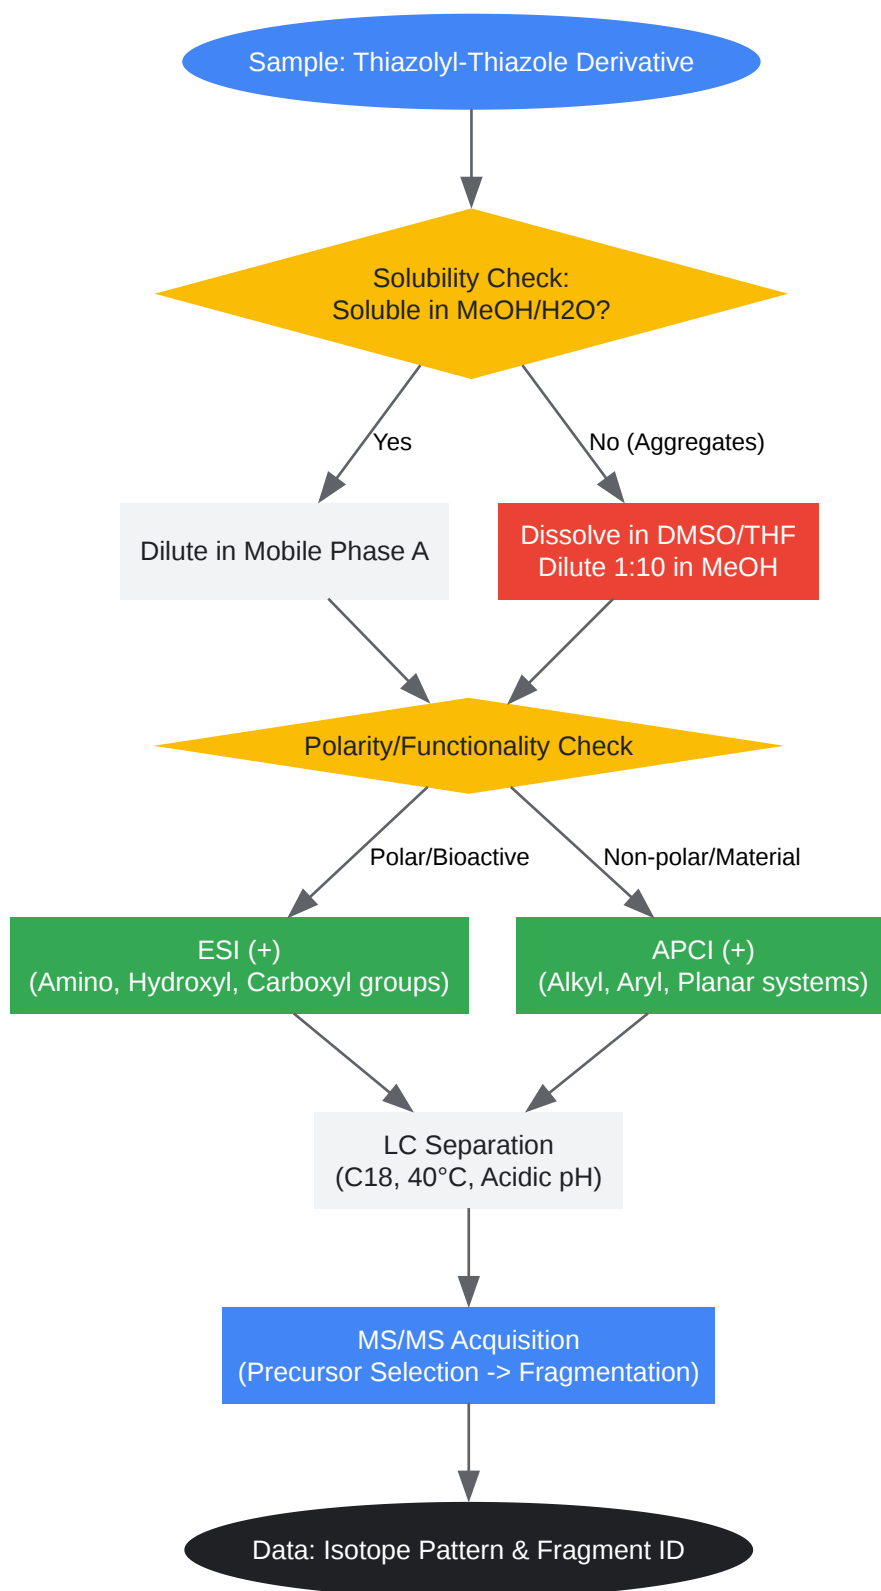 Sample: Thiazolyl-Thiazole Derivative
Solubility Check:
Soluble in MeOH/H2O?
Yes
No (Aggregates)
Dilute in Mobile Phase A
Dissolve in DMSO/THF
Dilute 1:10 in MeOH
Polarity/Functionality Check
Polar/Bioactive
Non-polar/Material
ESI (+)
(Amino, Hydroxyl, Carboxyl groups)
APCI (+)
(Alkyl, Aryl, Planar systems)
LC Separation
(C18, 40°C, Acidic pH)
MS/MS Acquisition
(Precursor Selection -> Fragmentation)
Data: Isotope Pattern & Fragment ID